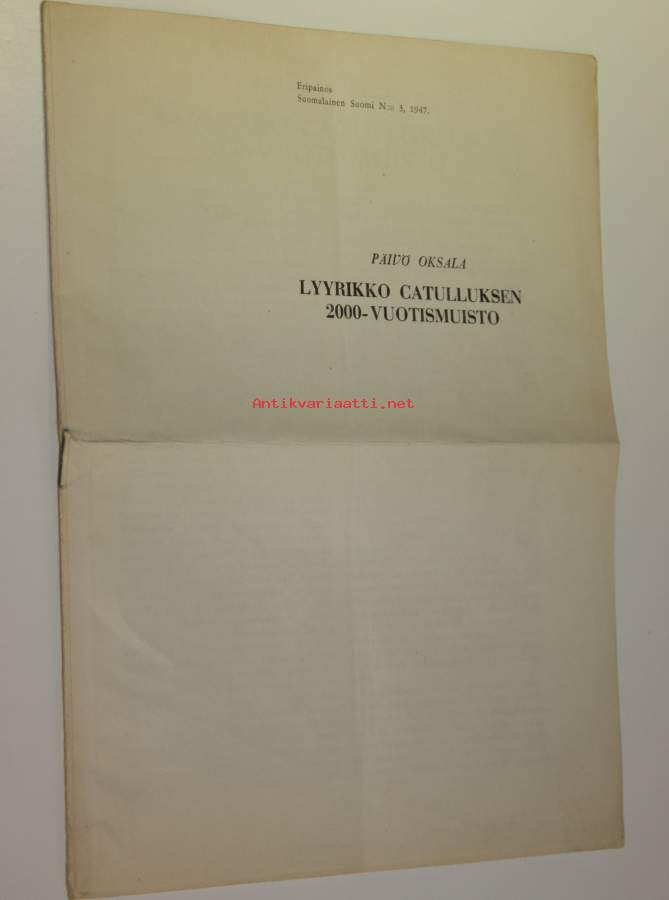 Eripainos
Suomalainen Suomi N:o 3, 1947.
PÄIVÖ OKSALA
LYYRIKKO CATULLUKSEN
2000-VUOTISMUISTO
Antikvariaatti.net